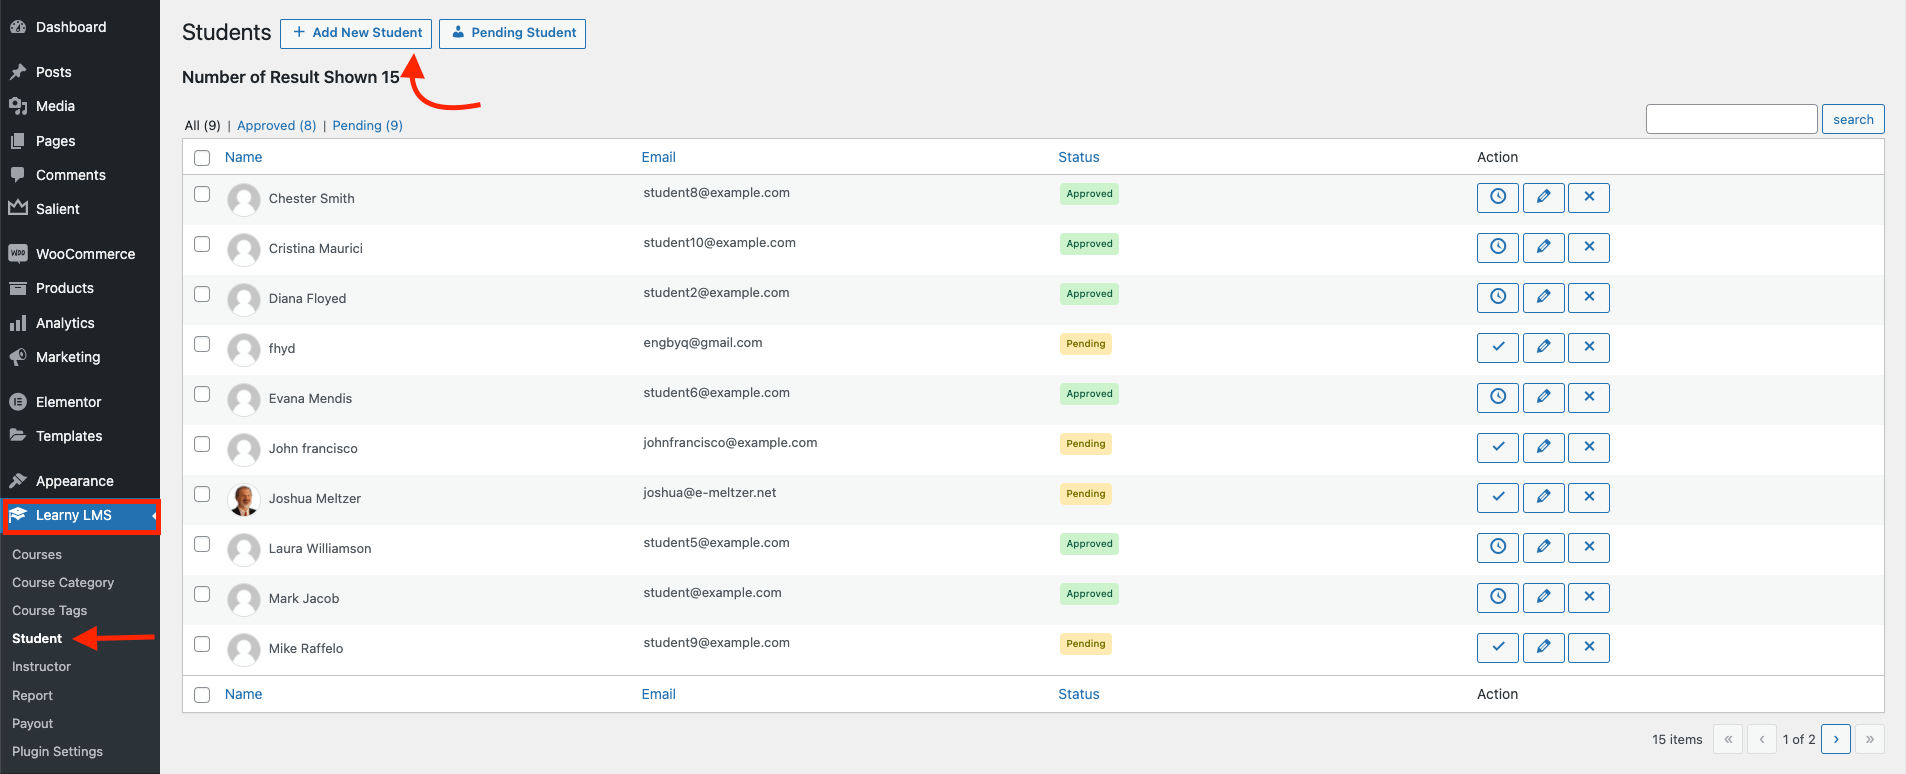 Dashboard
Posts
Media
Pages
Comments
Salient
WOO WooCommerce
Products
Analytics
Marketing
Elementor
Templates
Appearance
Learny LMS
Courses
Course Category
Course Tags
Student
Instructor
Report
Payout
Plugin Settings
Students + Add New Student Pending Student
Number of Result Shown 15
All (9) | Approved (8) | Pending (9) search
Name Email Status Action
Chester Smith student8@example.com Approved
Cristina Maurici student10@example.com Approved
Diana Floyed student2@example.com Approved
fhyd engbyq@gmail.com Pending
Evana Mendis student6@example.com Approved
John francisco johnfrancisco@example.com Pending
Joshua Meltzer joshua@e-meltzer.net Pending
Laura Williamson student5@example.com Approved
Mark Jacob student@example.com Approved
Mike Raffelo student9@example.com Pending
Name Email Status Action
15 items « ‹ 1 of 2 › »